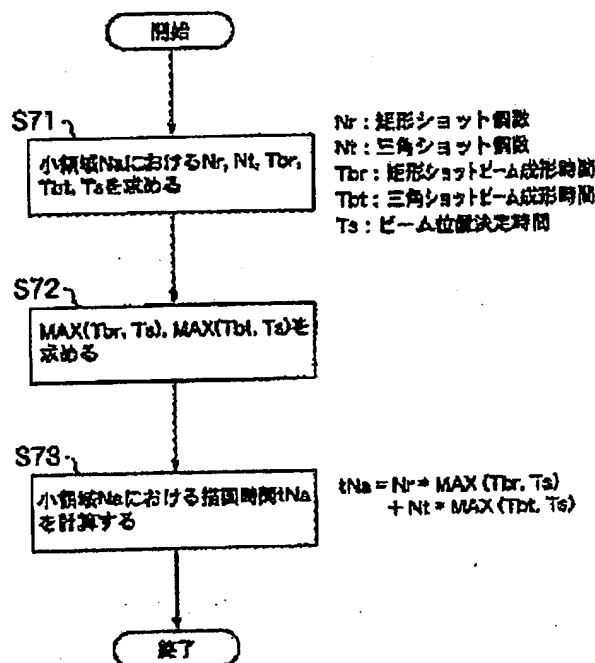 開始
S71
小領域Naにおける Nr, Nt, Tbr,
Tbt, Tsを求める
Nr : 矩形ショット個数
Nt : 三角ショット個数
Tbr : 矩形ショットビーム成形時間
Tbt : 三角ショットビーム成形時間
Ts : ビーム位置決定時間
S72
MAX(Tbr, Ts), MAX(Tbt, Ts)を
求める
S73
小領域Naにおける描画時間tNa
を計算する
tNa = Nr * MAX (Tbr, Ts)
+ Nt * MAX (Tbt, Ts)
終了